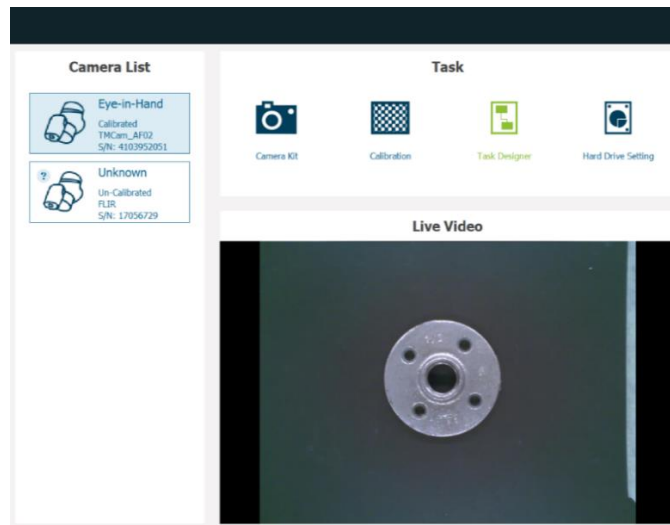 Camera List
Eye-in-Hand
Calibrated
TMCam_AF02
S/N: 4103952051
?
Unknown
Un-Calibrated
FLIR
S/N: 17056729
Task
Camera Kit
Calibration
Task Designer
Hard Drive Setting
Live Video